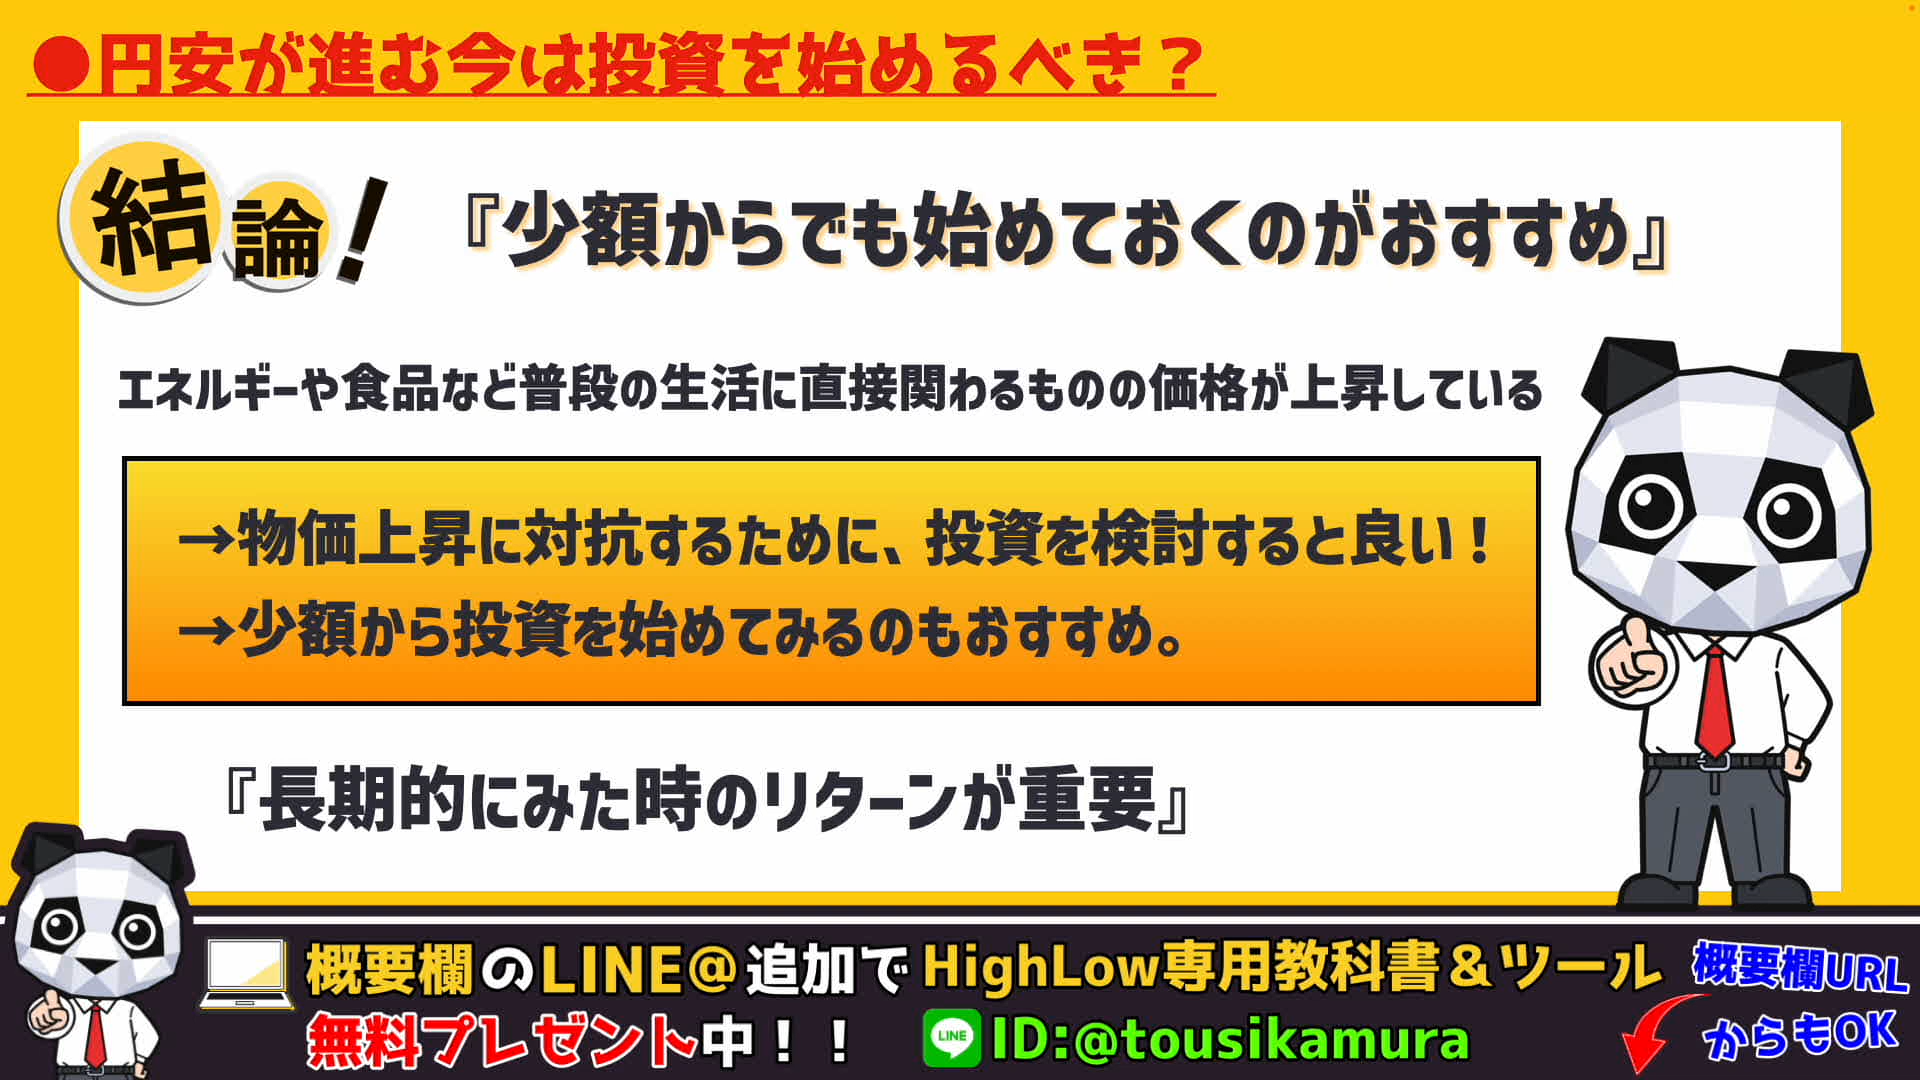 ●円安が進む今は投資を始めるべき？
結論！
『少額からでも始めておくのがおすすめ』
エネルギーや食品など普段の生活に直接関わるものの価格が上昇している
→物価上昇に対抗するために、投資を検討すると良い！
→少額から投資を始めてみるのもおすすめ。
『長期的にみた時のリターンが重要』
概要欄のLINE@追加でHighLow専用教科書＆ツール
無料プレゼント中！！
LINE
ID:@tousikamura
概要欄URL
からもOK